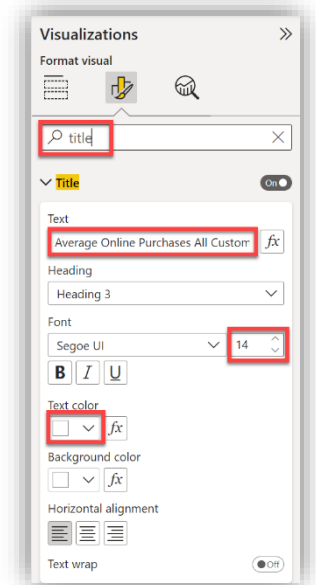 Visualizations
Format visual
title
Title On
Text
Average Online Purchases All Custom fx
Heading
Heading 3
Font
Segoe UI 14
B I U
Text color
fx
Background color
fx
Horizontal alignment
Text wrap Off